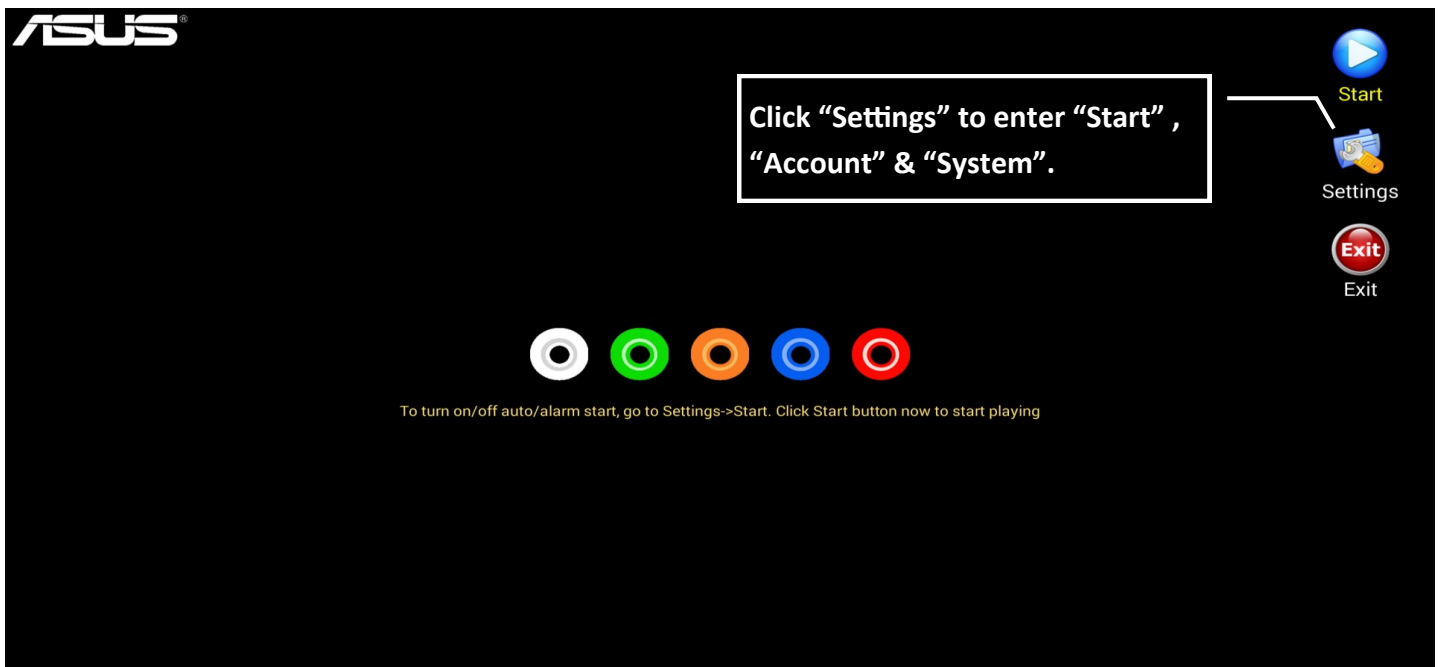 ASUS®
Start
Click “Settings” to enter “Start” ,
“Account” & “System”.
Settings
Exit
Exit
To turn on/off auto/alarm start, go to Settings->Start. Click Start button now to start playing